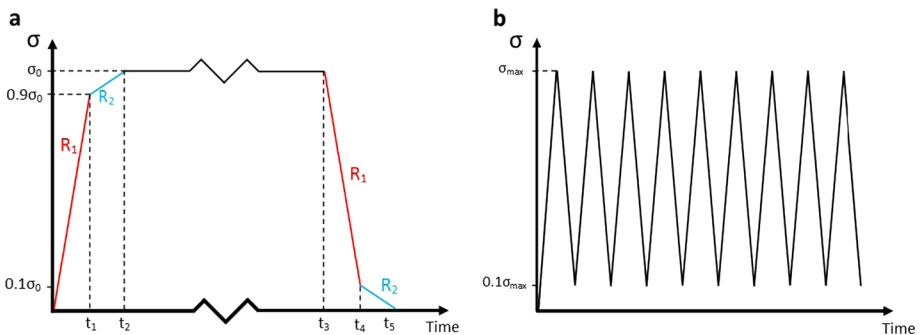 a
σ
σ₀
0.9σ₀
R₂
R₁
R₁
0.1σ₀
R₂
t₁ t₂ t₃ t₄ t₅
Time
b
σ
σmax
0.1σmax
Time